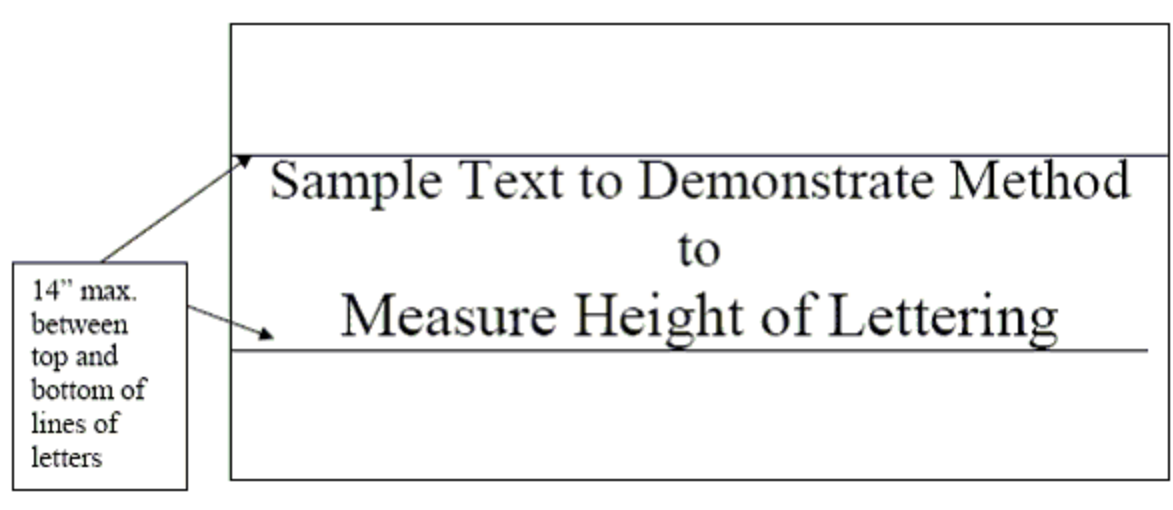 Sample Text to Demonstrate Method
to
Measure Height of Lettering
14” max.
between
top and
bottom of
lines of
letters